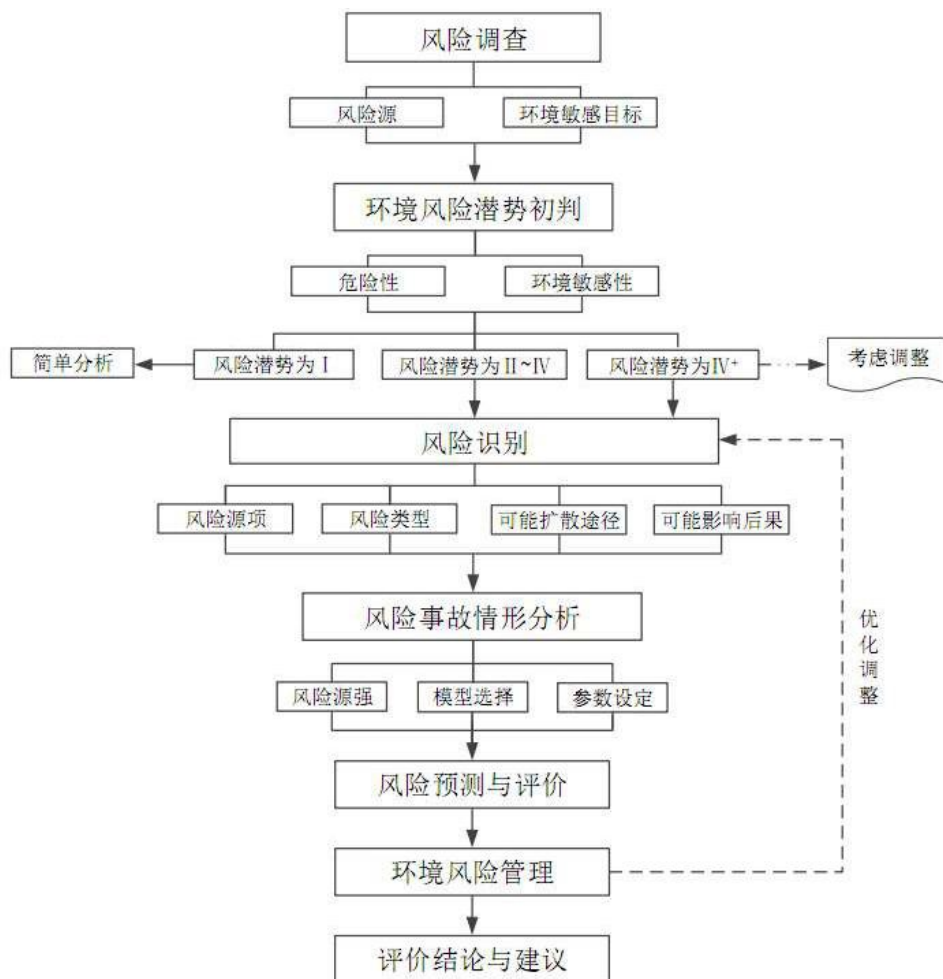 风险调查
风险源
环境敏感目标
环境风险潜势初判
危险性
环境敏感性
简单分析
风险潜势为Ⅰ
风险潜势为Ⅱ~Ⅳ
风险潜势为Ⅳ+
考虑调整
风险识别
风险源项
风险类型
可能扩散途径
可能影响后果
风险事故情形分析
优化调整
风险源强
模型选择
参数设定
风险预测与评价
环境风险管理
评价结论与建议